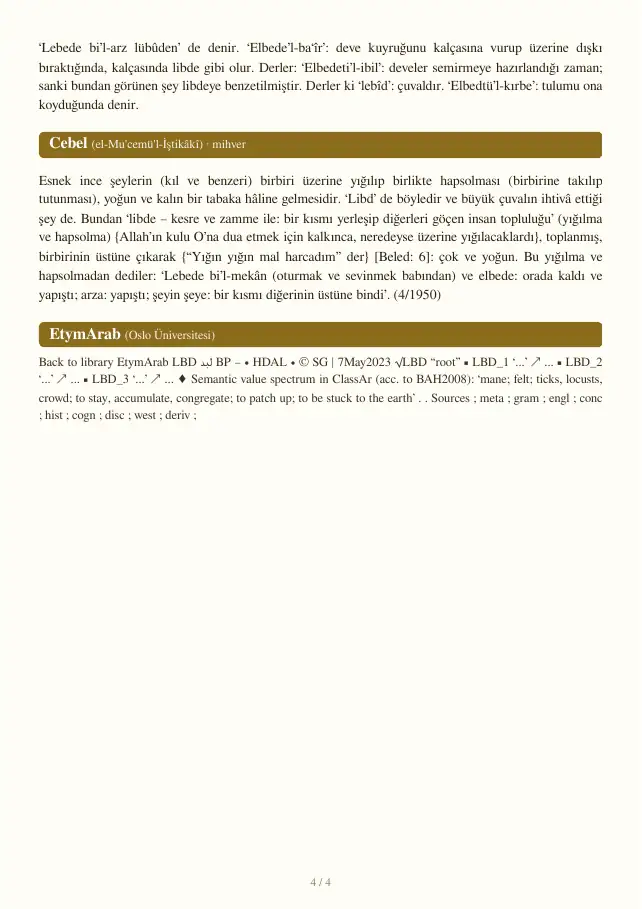 ‘Lebede bi’l-arz lübûden’ de denir. ‘Elbede’l-ba‘îr’: deve kuyruğunu kalçasına vurup üzerine dışkı
bıraktığında, kalçasında libde gibi olur. Derler: ‘Elbedeti’l-ibil’: develer semirmeye hazırlandığı zaman;
sanki bundan görünen şey libdeye benzetilmiştir. Derler ki ‘lebîd’: çuvaldır. ‘Elbedtü’l-kırbe’: tulumu ona
koyduğunda denir.
Cebel (el-Mu’cemü’l-İştikâkî) · mihver
Esnek ince şeylerin (kıl ve benzeri) birbiri üzerine yığılıp birlikte hapsolması (birbirine takılıp
tutunması), yoğun ve kalın bir tabaka hâline gelmesidir. ‘Libd’ de böyledir ve büyük çuvalın ihtivâ ettiği
şey de. Bundan ‘libde – kesre ve zamme ile: bir kısmı yerleşip diğerleri göçen insan topluluğu’ (yığılma
ve hapsolma) {Allah’ın kulu O’na dua etmek için kalkınca, neredeyse üzerine yığılacaklardı}, toplanmış,
birbirinin üstüne çıkarak {“Yığın yığın mal harcadım” der} [Beled: 6]: çok ve yoğun. Bu yığılma ve
hapsolmadan dediler: ‘Lebede bi’l-mekân (oturmak ve sevinmek babından) ve elbede: orada kaldı ve
yapıştı; arza: yapıştı; şeyin şeye: bir kısmı diğerinin üstüne bindi’. (4/1950)
EtymArab (Oslo Üniversitesi)
Back to library EtymArab LBD لبد BP – • HDAL • © SG | 7May2023 √LBD “root” ▪ LBD_1 ‘...’ ↗ ... ▪ LBD_2
‘...’ ↗ ... ▪ LBD_3 ‘...’ ↗ ... ♦ Semantic value spectrum in ClassAr (acc. to BAH2008): ‘mane; felt; ticks, locusts,
crowd; to stay, accumulate, congregate; to patch up; to be stuck to the earth’ . . Sources ; meta ; gram ; engl ; conc
; hist ; cogn ; disc ; west ; deriv ;
4 / 4